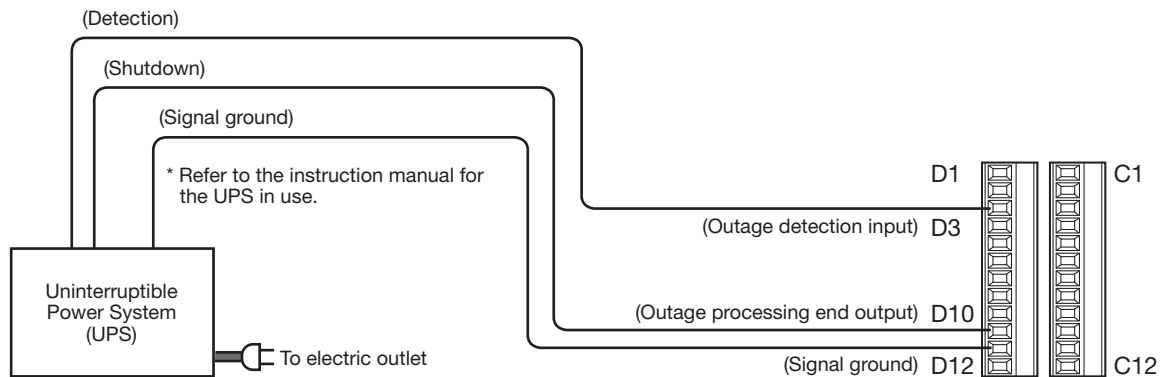 (Detection)
(Shutdown)
(Signal ground)
* Refer to the instruction manual for
the UPS in use.
D1
C1
(Outage detection input) D3
Uninterruptible
Power System
(UPS)
(Outage processing end output) D10
To electric outlet
(Signal ground) D12
C12